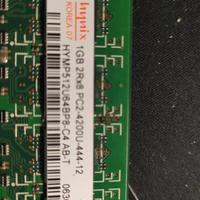 hynix
KOREA 07
1GB 2Rx8 PC2-4200U-444-12
HYMP512U64BP8-C4 AB-T